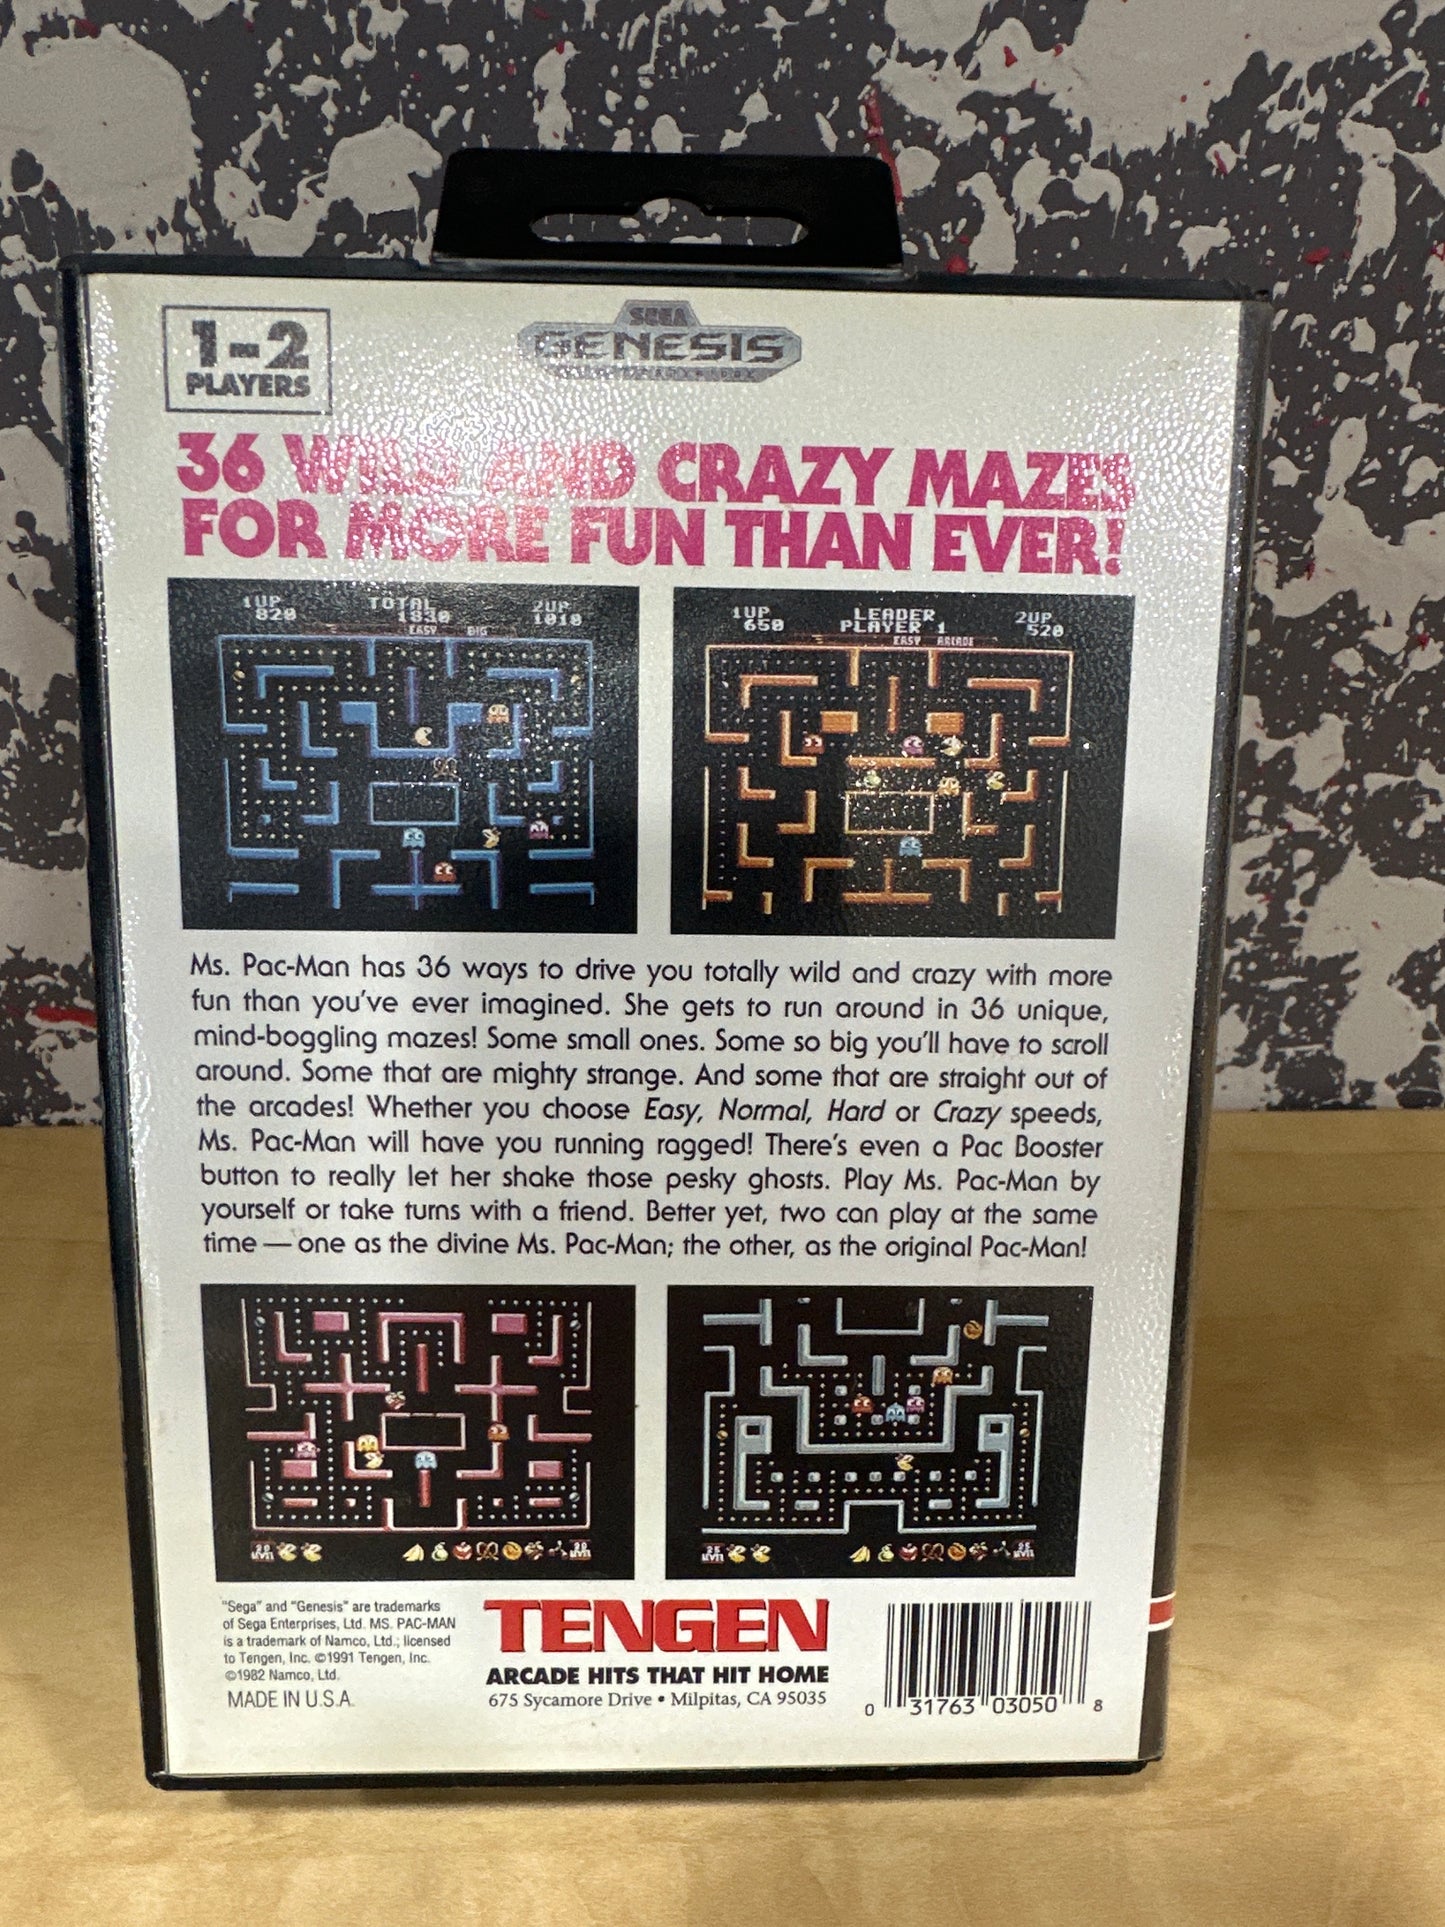 1-2
PLAYERS
SEGA
GENESIS
36 WILD AND CRAZY MAZES
FOR MORE FUN THAN EVER!
1UP TOTAL 2UP
820 1830 1010
EASY BIG
1UP LEADER 2UP
650 PLAYER 1 520
EASY ARCADE
Ms. Pac-Man has 36 ways to drive you totally wild and crazy with more
fun than you've ever imagined. She gets to run around in 36 unique,
mind-boggling mazes! Some small ones. Some so big you'll have to scroll
around. Some that are mighty strange. And some that are straight out of
the arcades! Whether you choose Easy, Normal, Hard or Crazy speeds,
Ms. Pac-Man will have you running ragged! There's even a Pac Booster
button to really let her shake those pesky ghosts. Play Ms. Pac-Man by
yourself or take turns with a friend. Better yet, two can play at the same
time — one as the divine Ms. Pac-Man; the other, as the original Pac-Man!
"Sega" and "Genesis" are trademarks
of Sega Enterprises, Ltd. MS. PAC-MAN
is a trademark of Namco, Ltd.; licensed
to Tengen, Inc. ©1991 Tengen, Inc.
©1982 Namco, Ltd.
MADE IN U.S.A.
TENGEN
ARCADE HITS THAT HIT HOME
675 Sycamore Drive • Milpitas, CA 95035
0 31763 03050 8